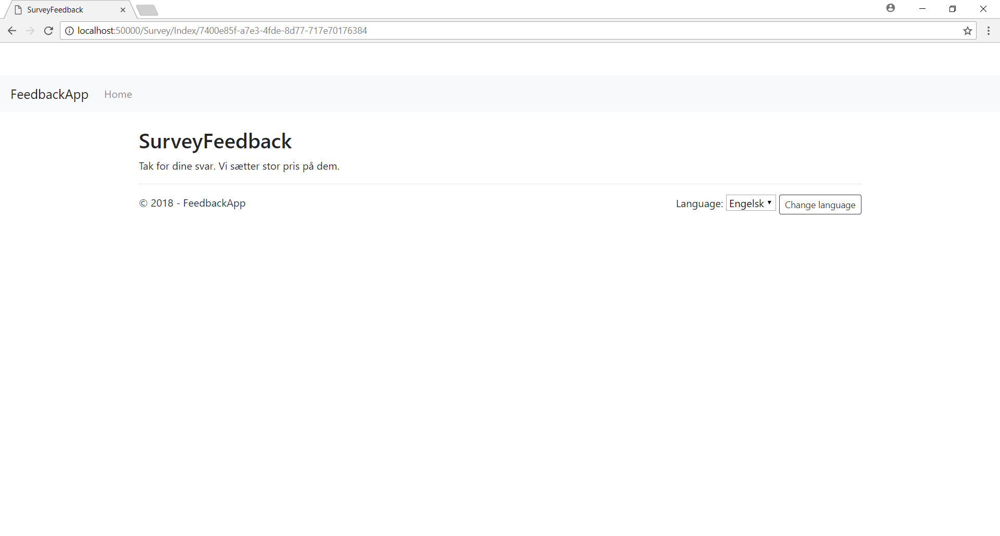 SurveyFeedback
localhost:50000/Survey/Index/7400e85f-a7e3-4fde-8d77-717e70176384
FeedbackApp Home
SurveyFeedback
Tak for dine svar. Vi sætter stor pris på dem.
© 2018 - FeedbackApp Language: Engelsk Change language